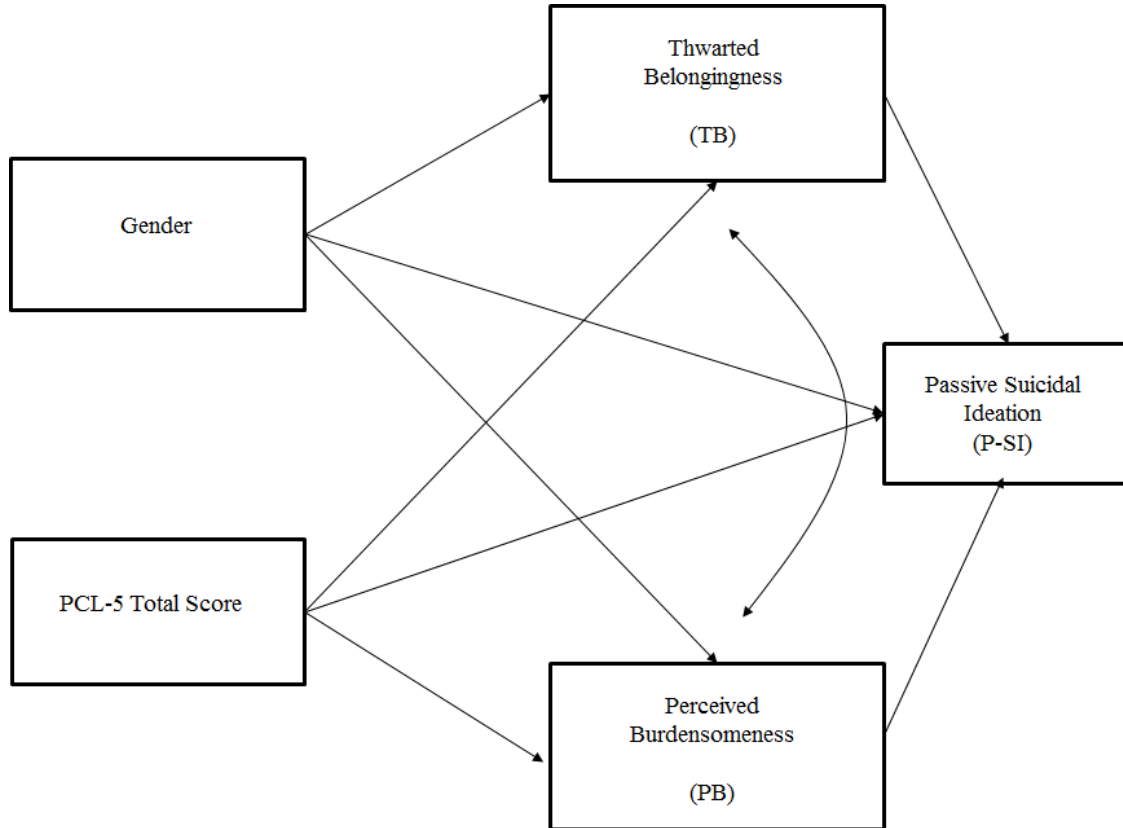 Thwarted
Belongingness
(TB)
Gender
Passive Suicidal
Ideation
(P-SI)
PCL-5 Total Score
Perceived
Burdensomeness
(PB)